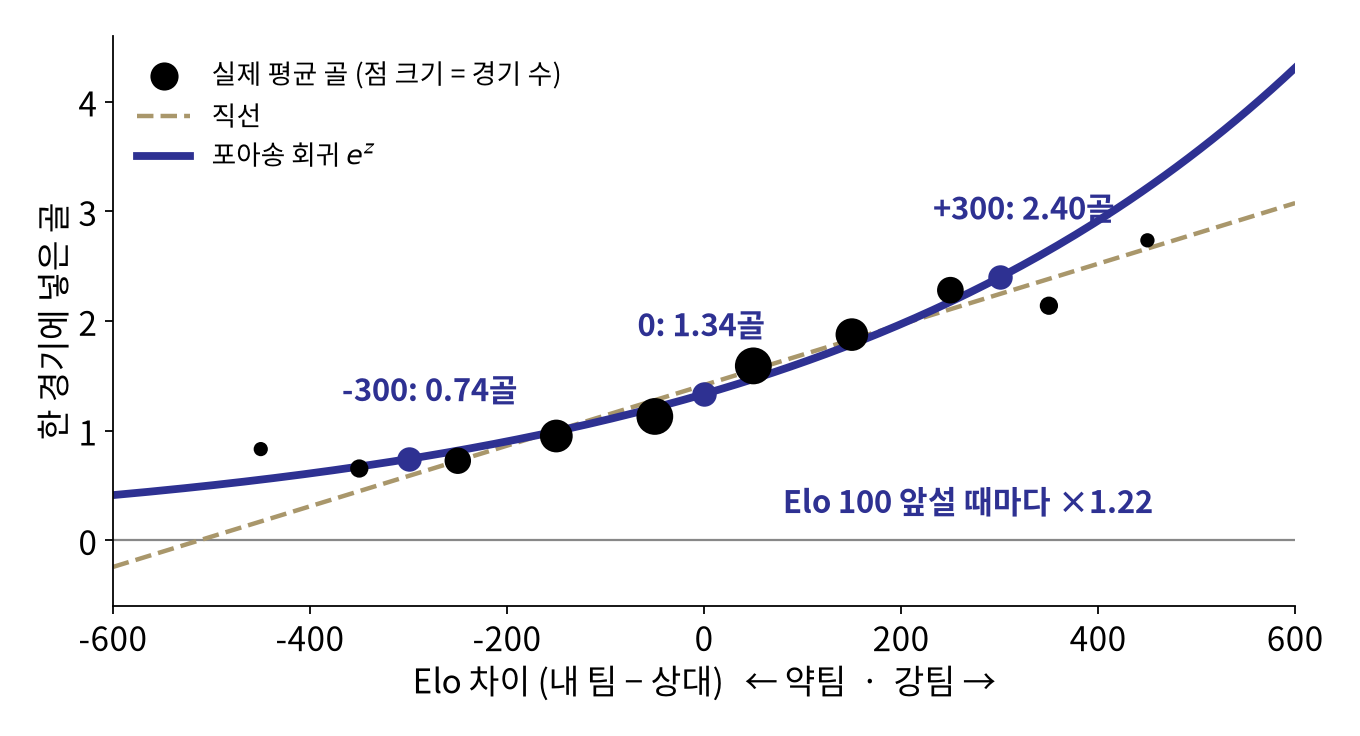 실제 평균 골 (점 크기 = 경기 수)
직선
포아송 회귀 e^z
한 경기에 넣은 골
4
3
2
1
0
+300: 2.40골
0: 1.34골
-300: 0.74골
Elo 100 앞설 때마다 ×1.22
-600 -400 -200 0 200 400 600
Elo 차이 (내 팀 − 상대) ← 약팀 · 강팀 →